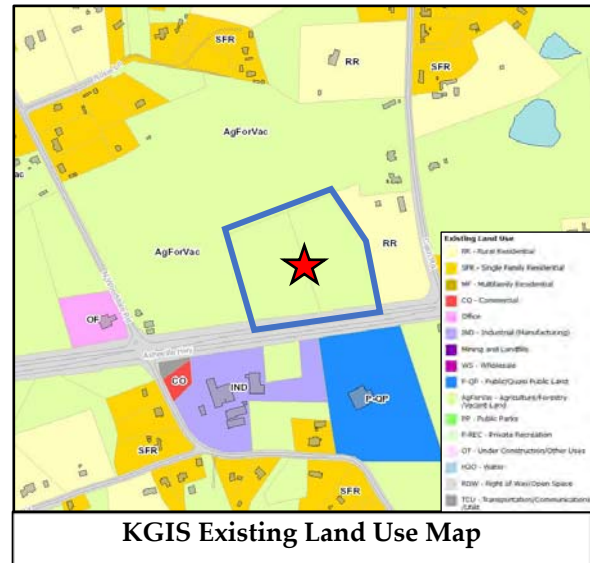 SFR
RR
SFR
AgForVac
ac
AgForVac
RR
OF
CO
IND
P-QP
SFR
SFR
Existing Land Use
RR - Rural Residential
SFR - Single Family Residential
MF - Multifamily Residential
CO - Commercial
Office
IND - Industrial (Manufacturing)
Mining and Landfills
WS - Wholesale
P-QP - Public/Quasi Public Land
AgForVac - Agriculture/Forestry
/Vacant Land
PP - Public Parks
P-REC - Private Recreation
OF - Under Construction/Other Uses
H2O - Water
ROW - Right of Way/Open Space
TCU - Transportation/Communications
KGIS Existing Land Use Map